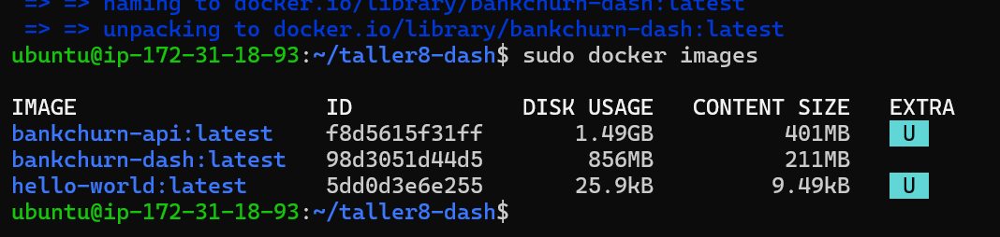 => => naming to docker.io/library/bankchurn-dash:latest
=> => unpacking to docker.io/library/bankchurn-dash:latest
ubuntu@ip-172-31-18-93:~/taller8-dash$ sudo docker images
IMAGE ID DISK USAGE CONTENT SIZE EXTRA
bankchurn-api:latest f8d5615f31ff 1.49GB 401MB U
bankchurn-dash:latest 98d3051d44d5 856MB 211MB
hello-world:latest 5dd0d3e6e255 25.9kB 9.49kB U
ubuntu@ip-172-31-18-93:~/taller8-dash$